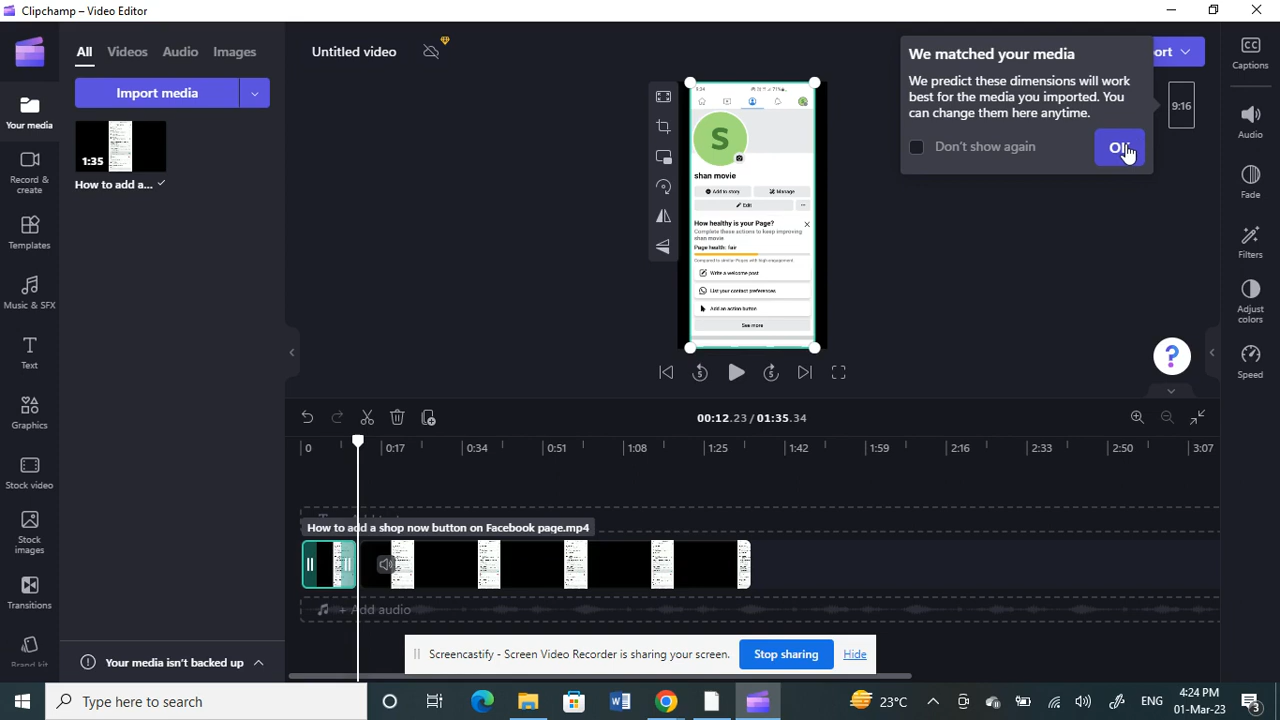 Clipchamp – Video Editor
All Videos Audio Images
Import media
our media
1:35
How to add a...
Record & create
Templates
Text
Graphics
Stock video
Stock images
Transitions
Brand kit
our media isn't backed up
Untitled video
We matched your media
We predict these dimensions will work
best for the media you imported. You
can change them here anytime.
Don't show again
ort
9:16
Captions
Audio
Fade
Filters
Adjust colors
Speed
S
shan movie
Add to story Manage
Edit
How healthy is your Page?
Complete these actions to keep improving
shan movie.
Page health: fair
Compared to similar Pages with high engagement
Write a welcome post
List your contact preferences
Add an action button
See more
5 5
?
00:12.23 / 01:35.34
0 0:17 0:34 0:51 1:08 1:25 1:42 1:59 2:16 2:33 2:50 3:07
How to add a shop now button on Facebook page.mp4
+ Add audio
Screencastify - Screen Video Recorder is sharing your screen. Stop sharing Hide
Type here to search
23°C
ENG
4:24 PM
01-Mar-23
3